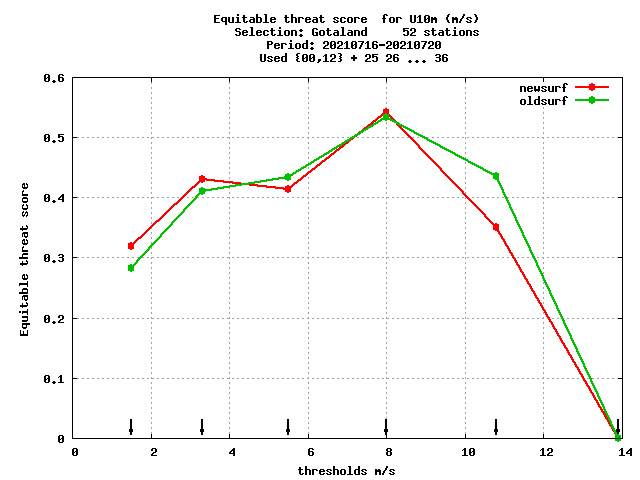 Equitable threat score  for U10m (m/s)
Selection: Gotaland     52 stations
Period: 20210716-20210720
Used {00,12} + 25 26 ... 36
newsurf
oldsurf
Equitable threat score
0.6
0.5
0.4
0.3
0.2
0.1
0
0 2 4 6 8 10 12 14
thresholds m/s